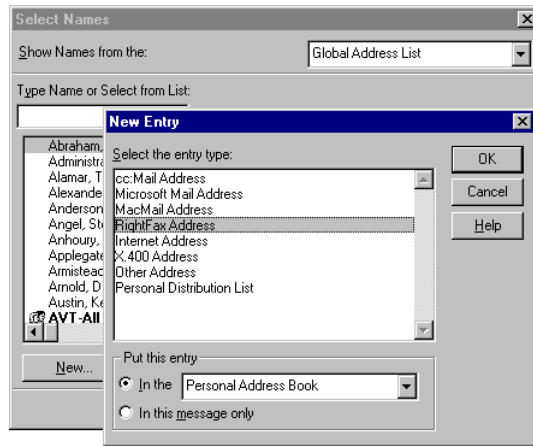 Select Names
Show Names from the:
Global Address List
Type Name or Select from List:
Abraham,
Administra
Alamar, T
Alexande
Anderson
Angel, St
Anhoury,
Applegate
Armistead
Arnold, D
Austin, Ke
AVT-All
New...
New Entry
Select the entry type:
cc:Mail Address
Microsoft Mail Address
MacMail Address
RightFax Address
Internet Address
X.400 Address
Other Address
Personal Distribution List
OK
Cancel
Help
Put this entry
In the
Personal Address Book
In this message only